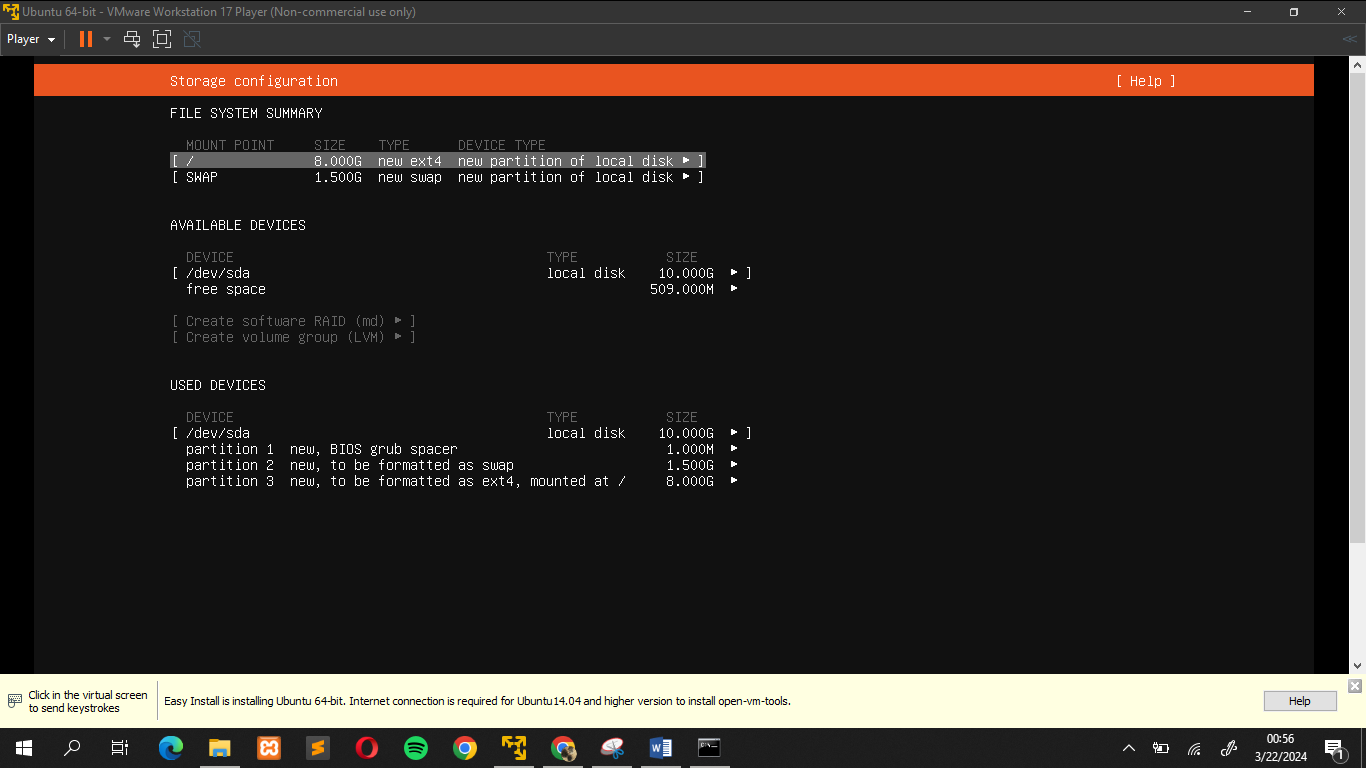 Ubuntu 64-bit - VMware Workstation 17 Player (Non-commercial use only)
Player
Storage configuration [ Help ]
FILE SYSTEM SUMMARY
MOUNT POINT SIZE TYPE DEVICE TYPE
[ / 8.000G new ext4 new partition of local disk ▸ ]
[ SWAP 1.500G new swap new partition of local disk ▸ ]
AVAILABLE DEVICES
DEVICE TYPE SIZE
[ /dev/sda local disk 10.000G ▸ ]
free space 509.000M ▸
[ Create software RAID (md) ▸ ]
[ Create volume group (LVM) ▸ ]
USED DEVICES
DEVICE TYPE SIZE
[ /dev/sda local disk 10.000G ▸ ]
partition 1 new, BIOS grub spacer 1.000M ▸
partition 2 new, to be formatted as swap 1.500G ▸
partition 3 new, to be formatted as ext4, mounted at / 8.000G ▸
Click in the virtual screen
to send keystrokes
Easy Install is installing Ubuntu 64-bit. Internet connection is required for Ubuntu14.04 and higher version to install open-vm-tools.
Help
00:56
3/22/2024
1